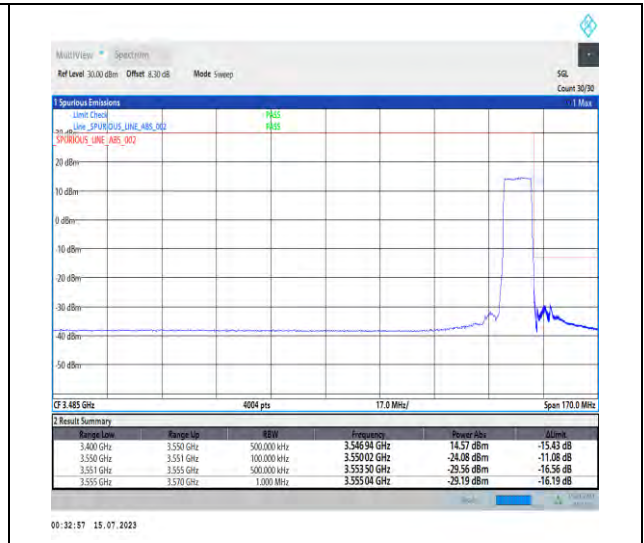 MultiView Spectrum
Ref Level 30.00 dBm Offset 8.30 dB Mode Sweep SGL
Count 30/30
1 Spurious Emissions 1 Max
Limit Check PASS
Line _SPURIOUS_LINE_ABS_002 PASS
_SPURIOUS_LINE_ABS_002
20 dBm
10 dBm
0 dBm
-10 dBm
-20 dBm
-30 dBm
-40 dBm
-50 dBm
CF 3.485 GHz 4004 pts 17.0 MHz/ Span 170.0 MHz
2 Result Summary
Range Low Range Up RBW Frequency Power Abs ΔLimit
3.400 GHz 3.550 GHz 500.000 kHz 3.546 94 GHz 14.57 dBm -15.43 dB
3.550 GHz 3.551 GHz 100.000 kHz 3.550 02 GHz -24.08 dBm -11.08 dB
3.551 GHz 3.555 GHz 500.000 kHz 3.553 50 GHz -29.56 dBm -16.56 dB
3.555 GHz 3.570 GHz 1.000 MHz 3.555 04 GHz -29.19 dBm -16.19 dB
00:32:57 15.07.2023